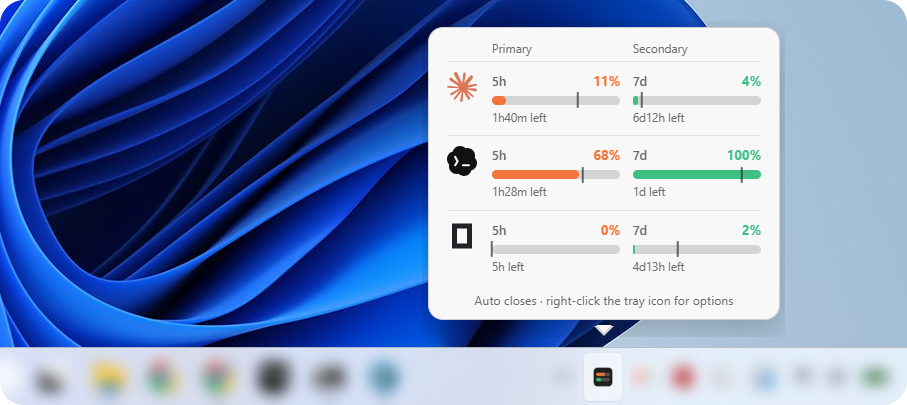 Primary Secondary
5h 11% 7d 4%
1h40m left 6d12h left
5h 68% 7d 100%
1h28m left 1d left
5h 0% 7d 2%
5h left 4d13h left
Auto closes · right-click the tray icon for options